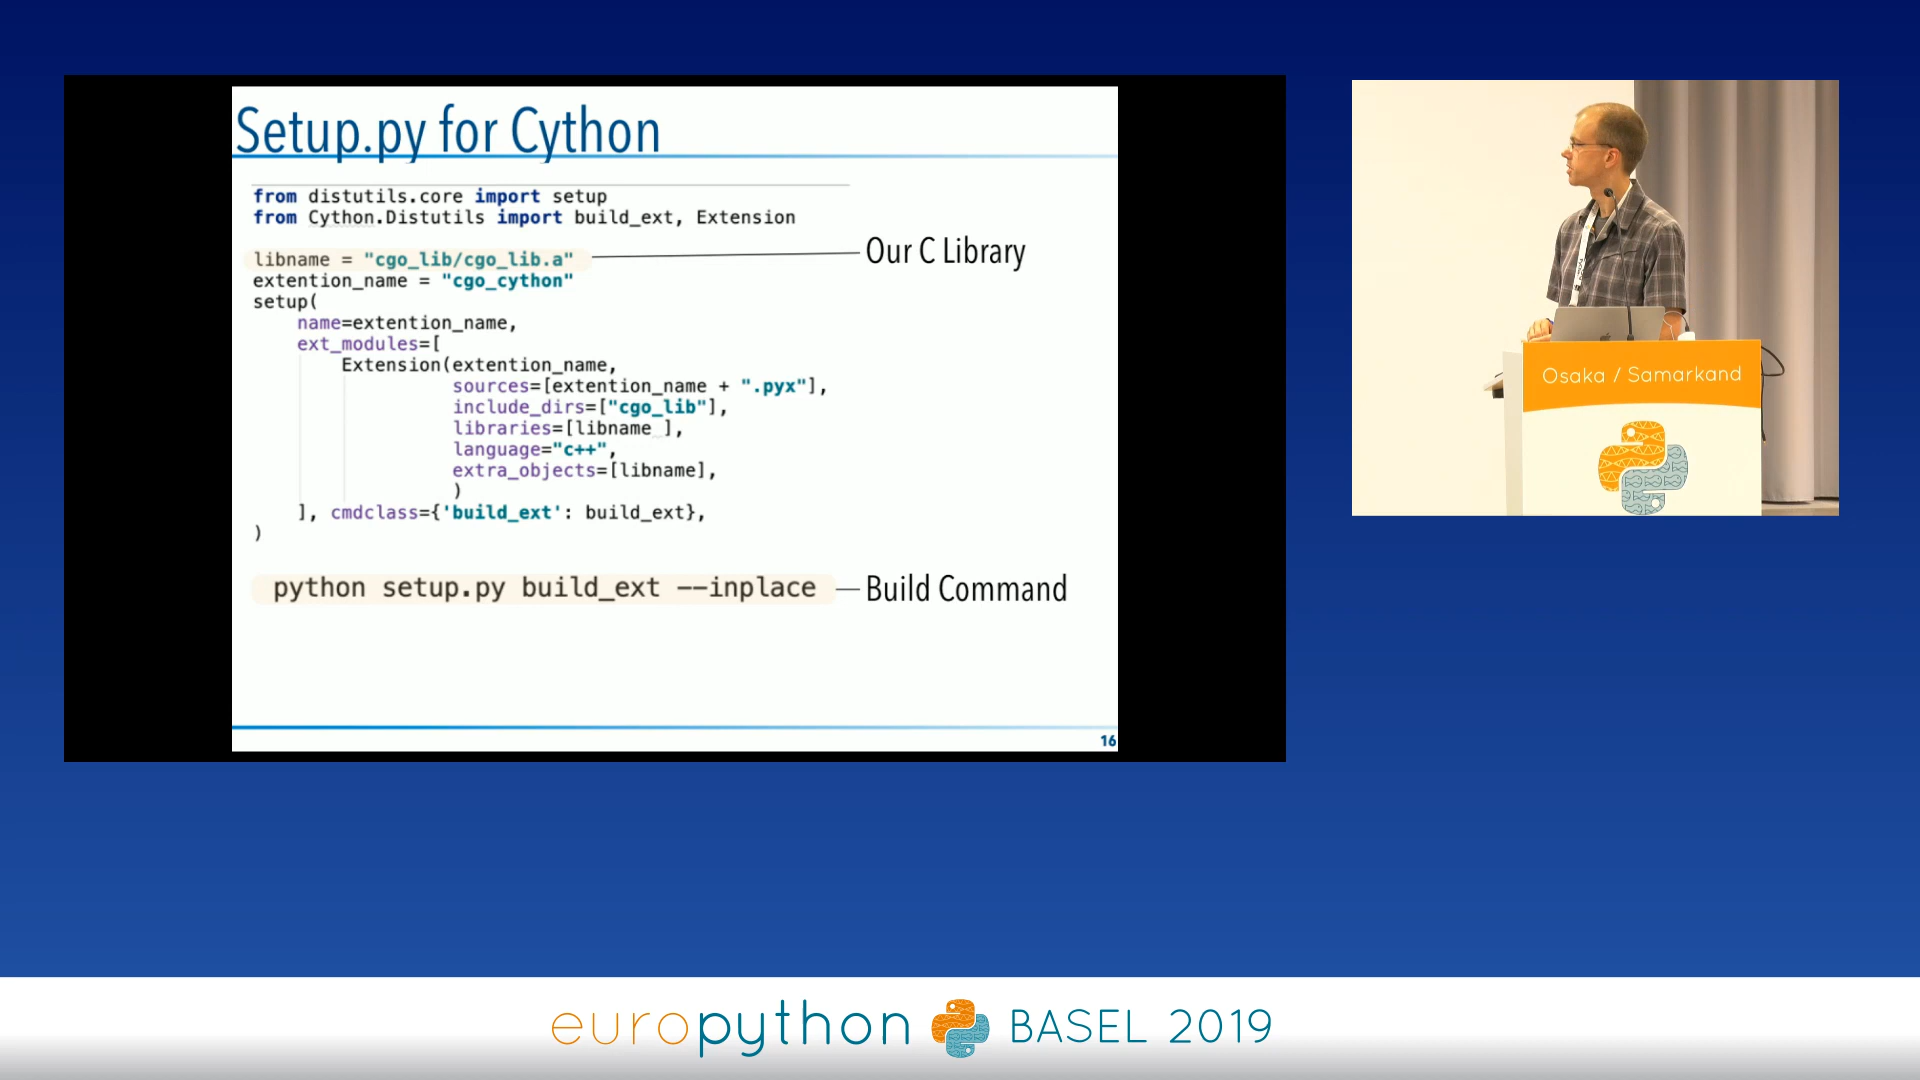 Setup.py for Cython
from distutils.core import setup
from Cython.Distutils import build_ext, Extension
libname = "cgo_lib/cgo_lib.a"
Our C Library
extention_name = "cgo_cython"
setup(
name=extention_name,
ext_modules=[
Extension(extention_name,
sources=[extention_name + ".pyx"],
include_dirs=["cgo_lib"],
libraries=[libname ],
language="c++",
extra_objects=[libname],
)
], cmdclass={'build_ext': build_ext},
)
python setup.py build_ext --inplace
Build Command
16
Osaka / Samarkand
europython BASEL 2019